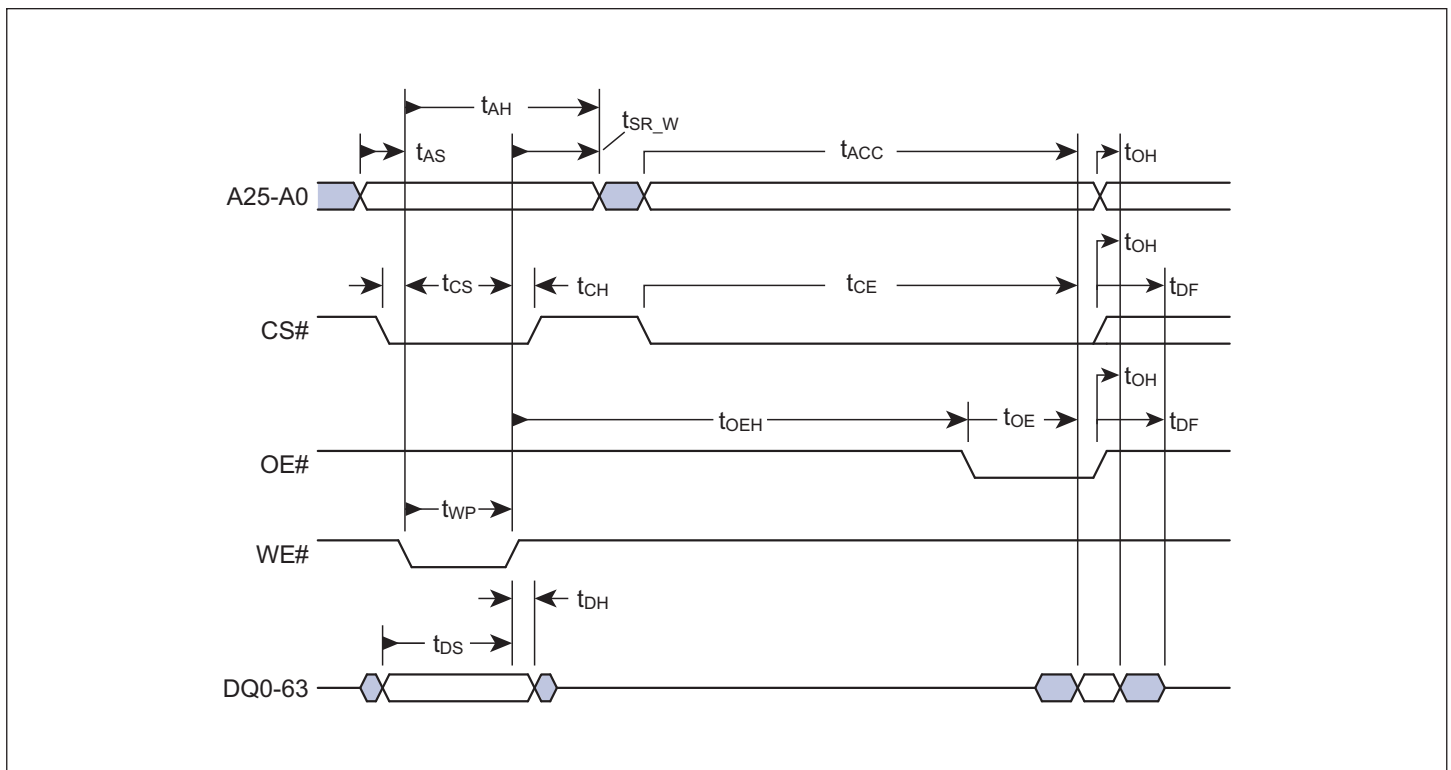 tAH
tSR_W
tAS
tACC
tOH
A25-A0
tOH
tCS
tCH
tCE
tDF
CS#
tOH
tOEH
tOE
tDF
OE#
tWP
WE#
tDH
tDS
DQ0-63